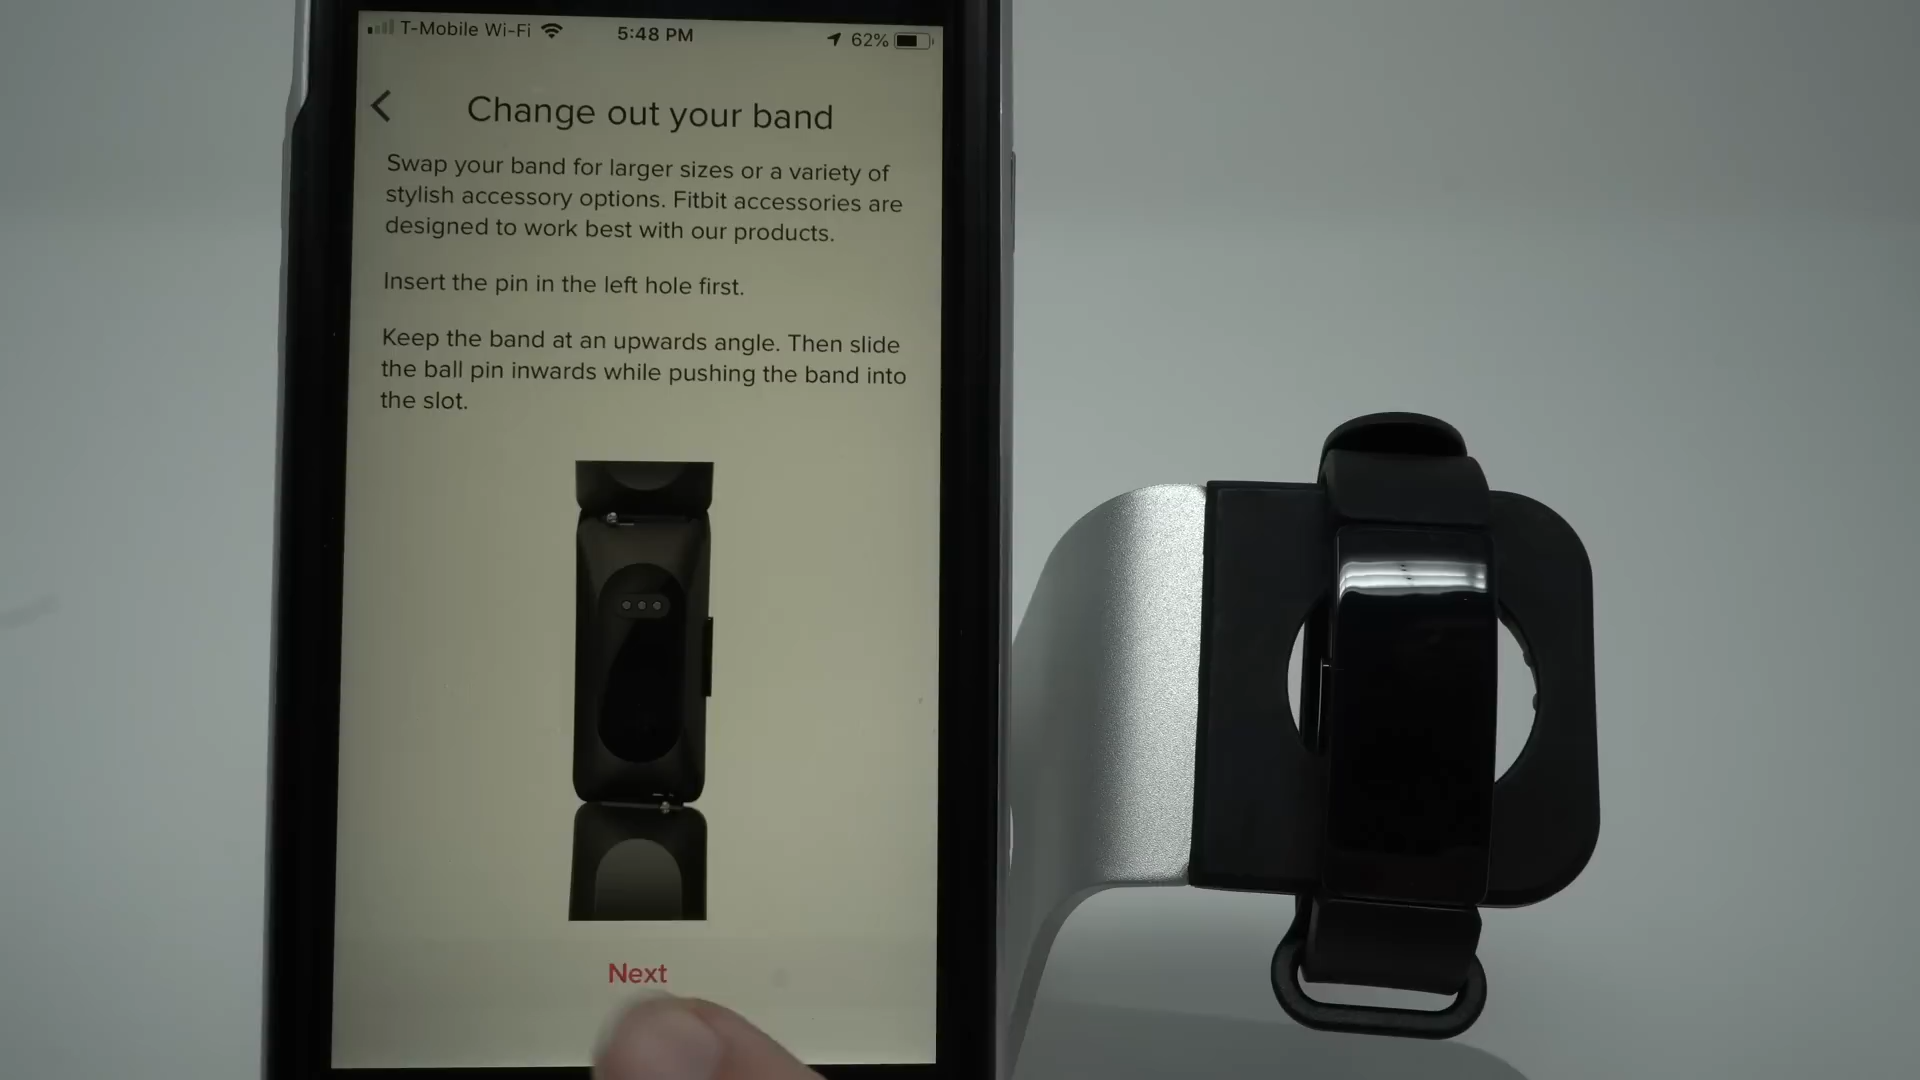 T-Mobile Wi-Fi 5:48 PM 62%
Change out your band
Swap your band for larger sizes or a variety of
stylish accessory options. Fitbit accessories are
designed to work best with our products.
Insert the pin in the left hole first.
Keep the band at an upwards angle. Then slide
the ball pin inwards while pushing the band into
the slot.
Next